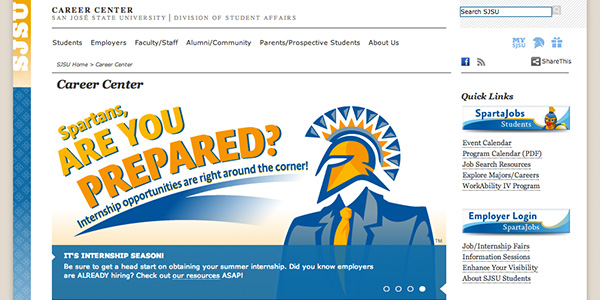 SJSU
CAREER CENTER
SAN JOSÉ STATE UNIVERSITY | DIVISION OF STUDENT AFFAIRS
Search SJSU
Students Employers Faculty/Staff Alumni/Community Parents/Prospective Students About Us
MY SJSU
SJSU Home > Career Center
ShareThis
Career Center
Spartans,
ARE YOU
PREPARED?
Internship opportunities are right around the corner!
TM
IT'S INTERNSHIP SEASON!
Be sure to get a head start on obtaining your summer internship. Did you know employers
are ALREADY hiring? Check out our resources ASAP!
Quick Links
SpartaJobs
Students
Event Calendar
Program Calendar (PDF)
Job Search Resources
Explore Majors/Careers
WorkAbility IV Program
Employer Login
SpartaJobs
Job/Internship Fairs
Information Sessions
Enhance Your Visibility
About SJSU Students